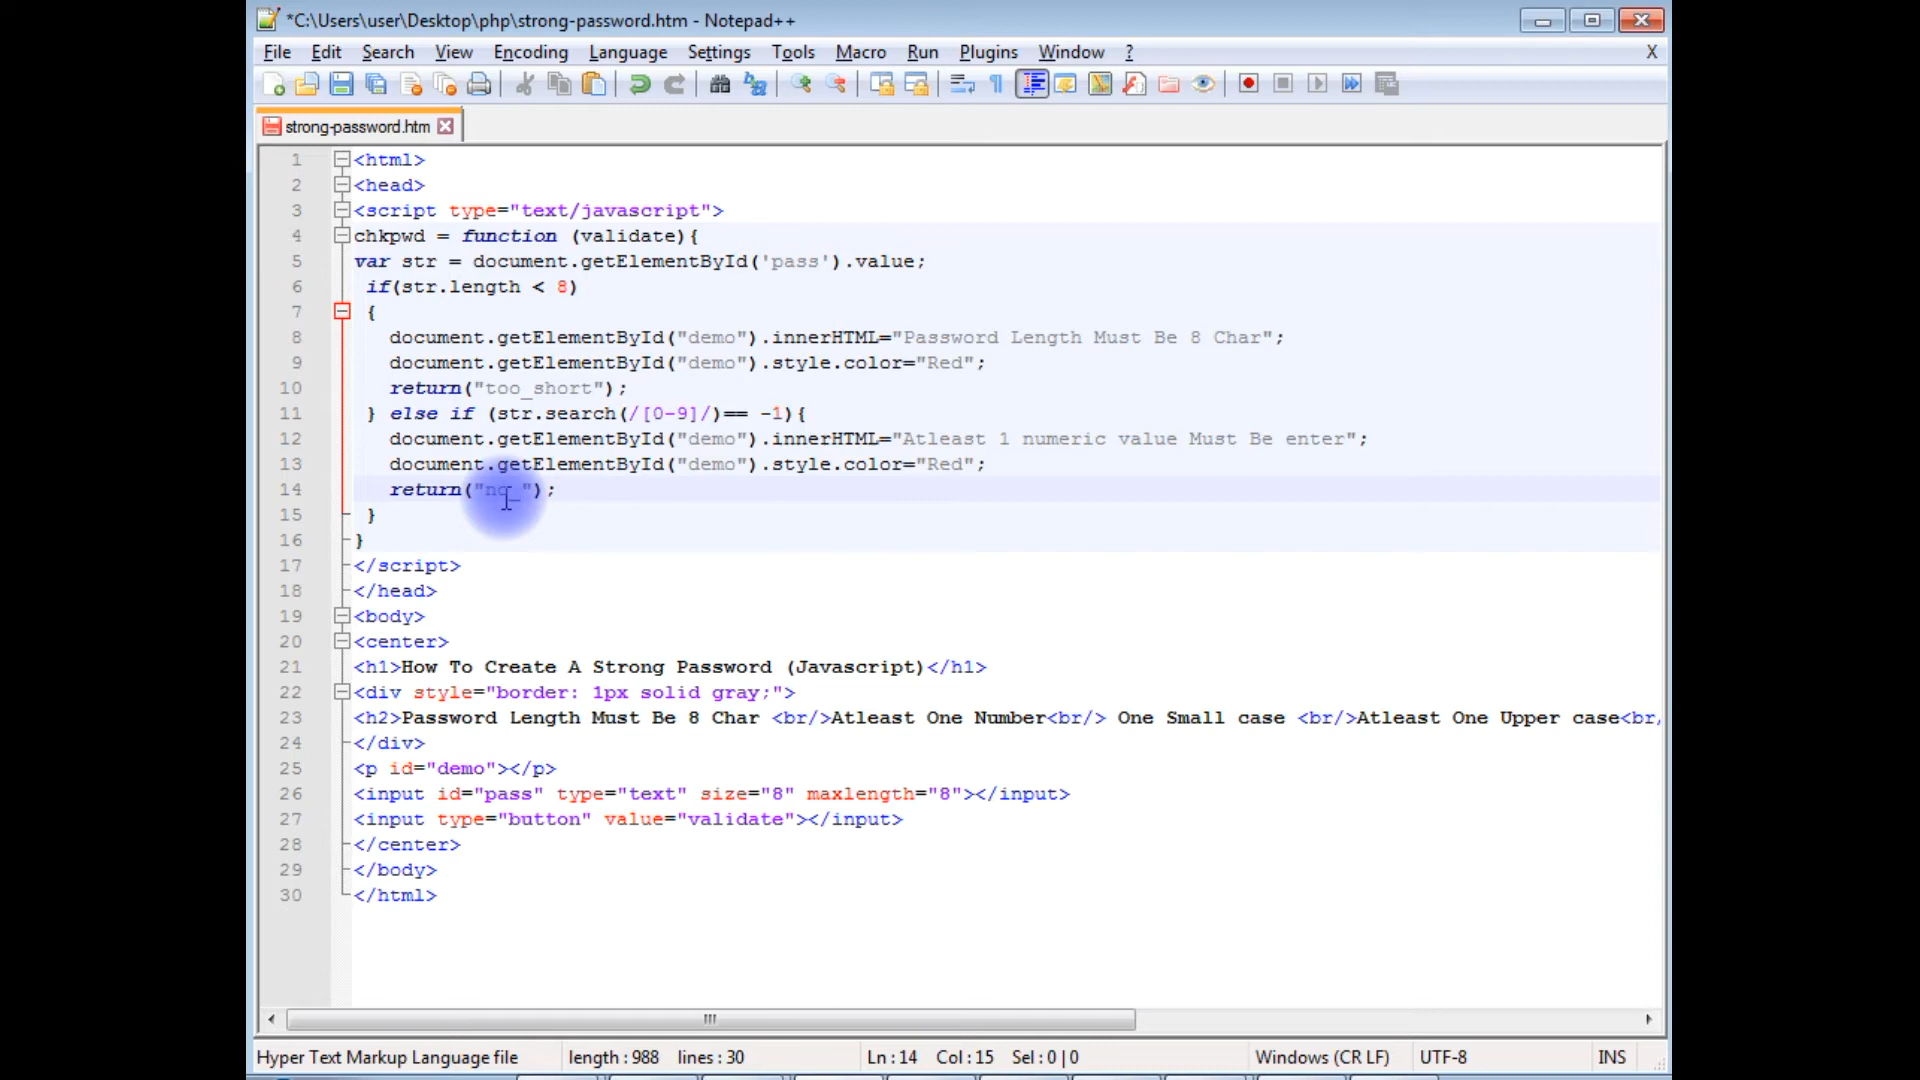 *C:\Users\user\Desktop\php\strong-password.htm - Notepad++
File Edit Search View Encoding Language Settings Tools Macro Run Plugins Window ? X
strong-password.htm
1 <html>
2 <head>
3 <script type="text/javascript">
4 chkpwd = function (validate){
5 var str = document.getElementById('pass').value;
6 if(str.length < 8)
7 {
8 document.getElementById("demo").innerHTML="Password Length Must Be 8 Char";
9 document.getElementById("demo").style.color="Red";
10 return("too_short");
11 } else if (str.search(/[0-9]/)== -1){
12 document.getElementById("demo").innerHTML="Atleast 1 numeric value Must Be enter";
13 document.getElementById("demo").style.color="Red";
14 return("no_");
15 }
16 }
17 </script>
18 </head>
19 <body>
20 <center>
21 <h1>How To Create A Strong Password (Javascript)</h1>
22 <div style="border: 1px solid gray;">
23 <h2>Password Length Must Be 8 Char <br/>Atleast One Number<br/> One Small case <br/>Atleast One Upper case<br,
24 </div>
25 <p id="demo"></p>
26 <input id="pass" type="text" size="8" maxlength="8"></input>
27 <input type="button" value="validate"></input>
28 </center>
29 </body>
30 </html>
Hyper Text Markup Language file length : 988 lines : 30 Ln : 14 Col : 15 Sel : 0 | 0 Windows (CR LF) UTF-8 INS